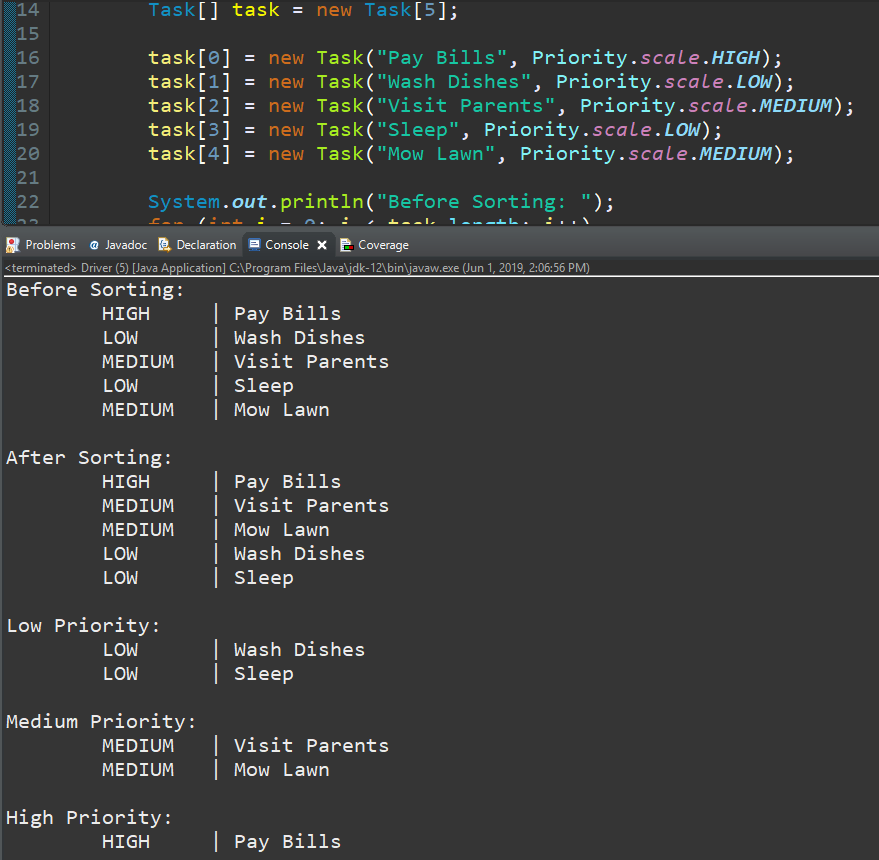 14 Task[] task = new Task[5];
15
16 task[0] = new Task("Pay Bills", Priority.scale.HIGH);
17 task[1] = new Task("Wash Dishes", Priority.scale.LOW);
18 task[2] = new Task("Visit Parents", Priority.scale.MEDIUM);
19 task[3] = new Task("Sleep", Priority.scale.LOW);
20 task[4] = new Task("Mow Lawn", Priority.scale.MEDIUM);
21
22 System.out.println("Before Sorting: ");
23 for (int i = 0; i < task.length; i++)
Problems @ Javadoc Declaration Console Coverage
<terminated> Driver (5) [Java Application] C:\Program Files\Java\jdk-12\bin\javaw.exe (Jun 1, 2019, 2:06:56 PM)
Before Sorting:
HIGH | Pay Bills
LOW | Wash Dishes
MEDIUM | Visit Parents
LOW | Sleep
MEDIUM | Mow Lawn
After Sorting:
HIGH | Pay Bills
MEDIUM | Visit Parents
MEDIUM | Mow Lawn
LOW | Wash Dishes
LOW | Sleep
Low Priority:
LOW | Wash Dishes
LOW | Sleep
Medium Priority:
MEDIUM | Visit Parents
MEDIUM | Mow Lawn
High Priority:
HIGH | Pay Bills